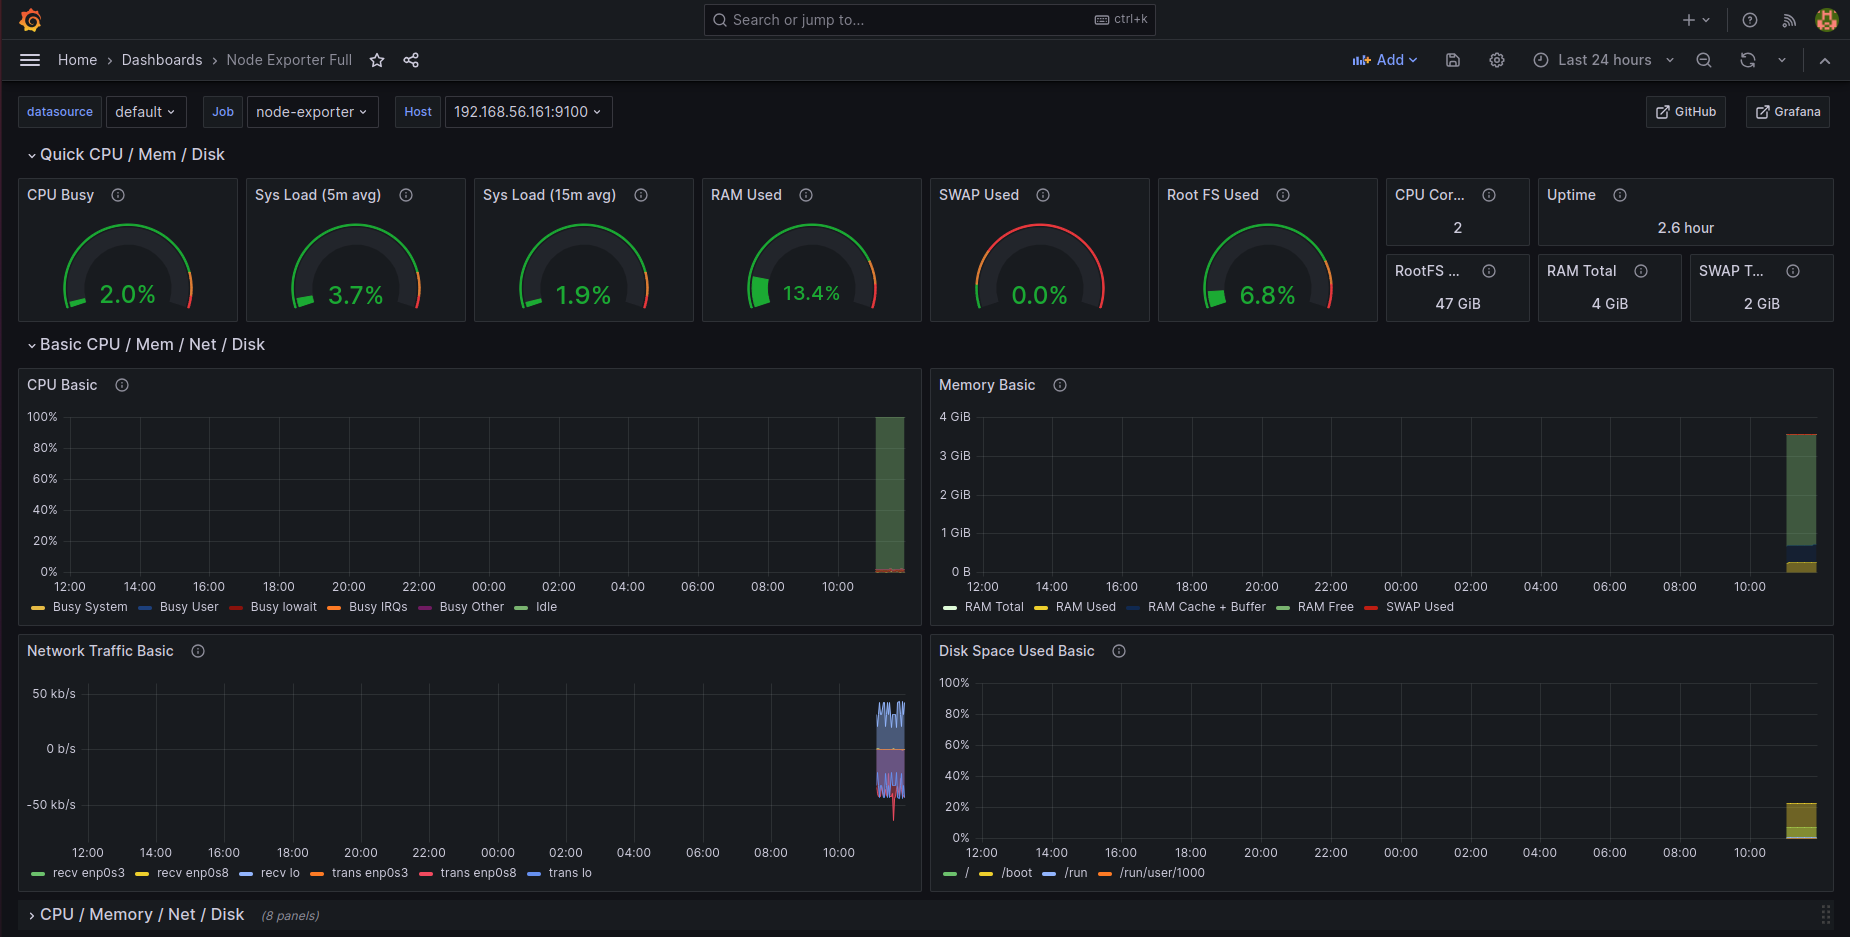 Search or jump to...
ctrl+k
Home › Dashboards › Node Exporter Full
Add
Last 24 hours
datasource
default
Job
node-exporter
Host
192.168.56.161:9100
GitHub
Grafana
Quick CPU / Mem / Disk
CPU Busy
2.0%
Sys Load (5m avg)
3.7%
Sys Load (15m avg)
1.9%
RAM Used
13.4%
SWAP Used
0.0%
Root FS Used
6.8%
CPU Cor...
2
Uptime
2.6 hour
RootFS ...
47 GiB
RAM Total
4 GiB
SWAP T...
2 GiB
Basic CPU / Mem / Net / Disk
CPU Basic
100%
80%
60%
40%
20%
0%
12:00 14:00 16:00 18:00 20:00 22:00 00:00 02:00 04:00 06:00 08:00 10:00
Busy System Busy User Busy Iowait Busy IRQs Busy Other Idle
Memory Basic
4 GiB
3 GiB
2 GiB
1 GiB
0 B
12:00 14:00 16:00 18:00 20:00 22:00 00:00 02:00 04:00 06:00 08:00 10:00
RAM Total RAM Used RAM Cache + Buffer RAM Free SWAP Used
Network Traffic Basic
50 kb/s
0 b/s
-50 kb/s
12:00 14:00 16:00 18:00 20:00 22:00 00:00 02:00 04:00 06:00 08:00 10:00
recv enp0s3 recv enp0s8 recv lo trans enp0s3 trans enp0s8 trans lo
Disk Space Used Basic
100%
80%
60%
40%
20%
0%
12:00 14:00 16:00 18:00 20:00 22:00 00:00 02:00 04:00 06:00 08:00 10:00
/ /boot /run /run/user/1000
CPU / Memory / Net / Disk (8 panels)